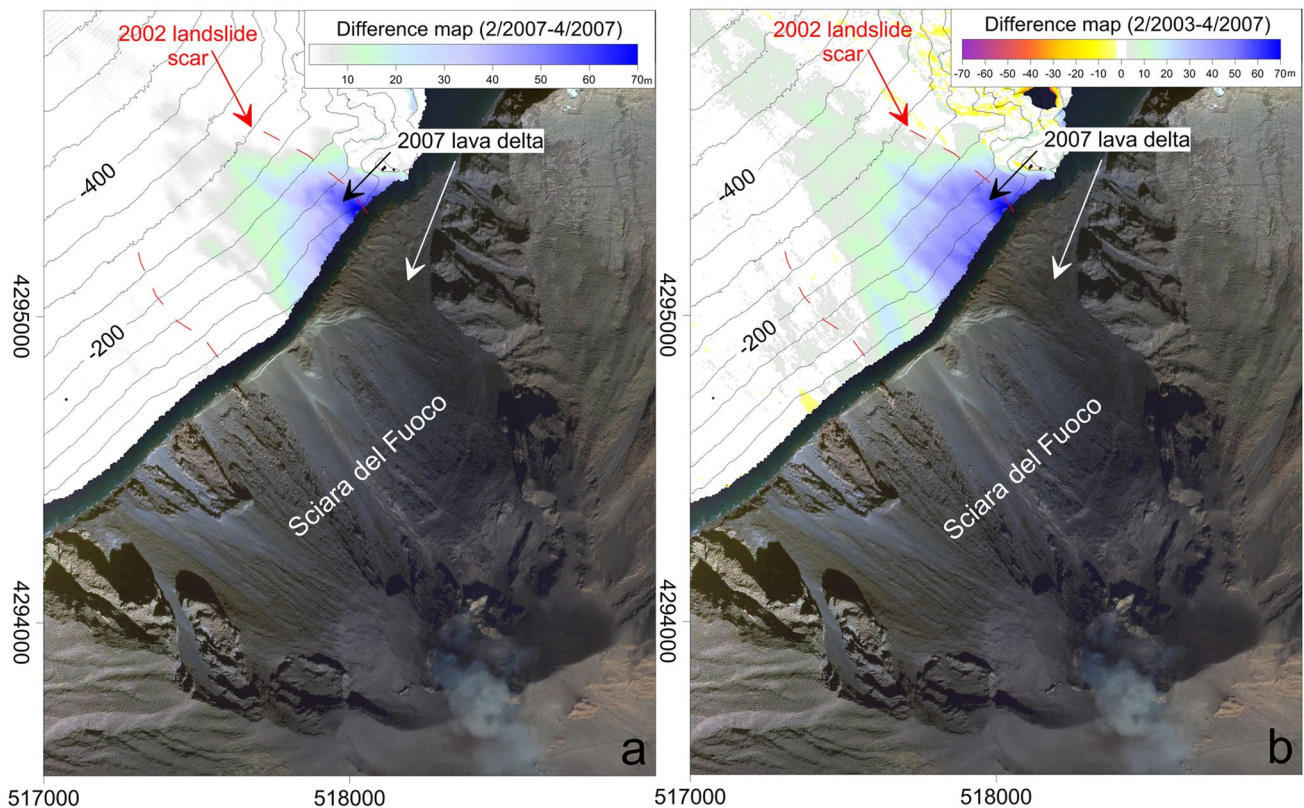 Difference map (2/2007-4/2007)
10 20 30 40 50 60 70m
2002 landslide
scar
2007 lava delta
-400
-200
Sciara del Fuoco
4295000
4294000
517000
518000
a
Difference map (2/2003-4/2007)
-70 -60 -50 -40 -30 -20 -10 0 10 20 30 40 50 60 70m
2002 landslide
scar
2007 lava delta
-400
-200
Sciara del Fuoco
4295000
4294000
517000
518000
b